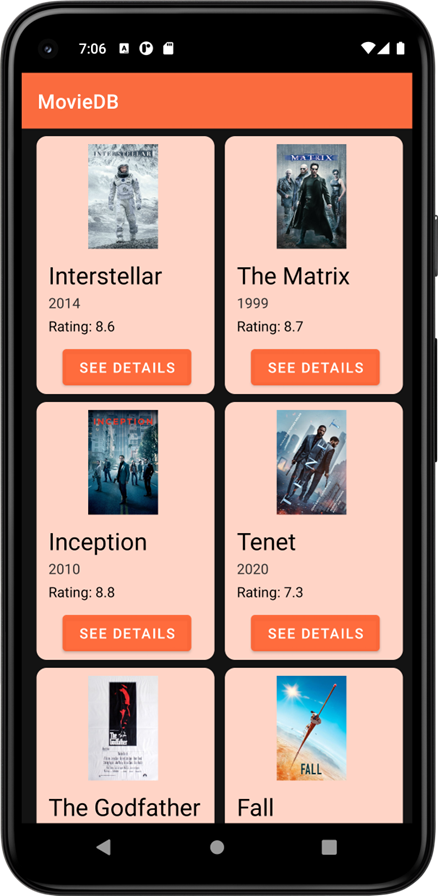 7:06
MovieDB
INTERSTELLAR
MATRIX
Interstellar
The Matrix
2014
1999
Rating: 8.6
Rating: 8.7
SEE DETAILS
SEE DETAILS
INCEPTION
TENET
Inception
Tenet
2010
2020
Rating: 8.8
Rating: 7.3
SEE DETAILS
SEE DETAILS
The
Godfather
FALL
The Godfather
Fall